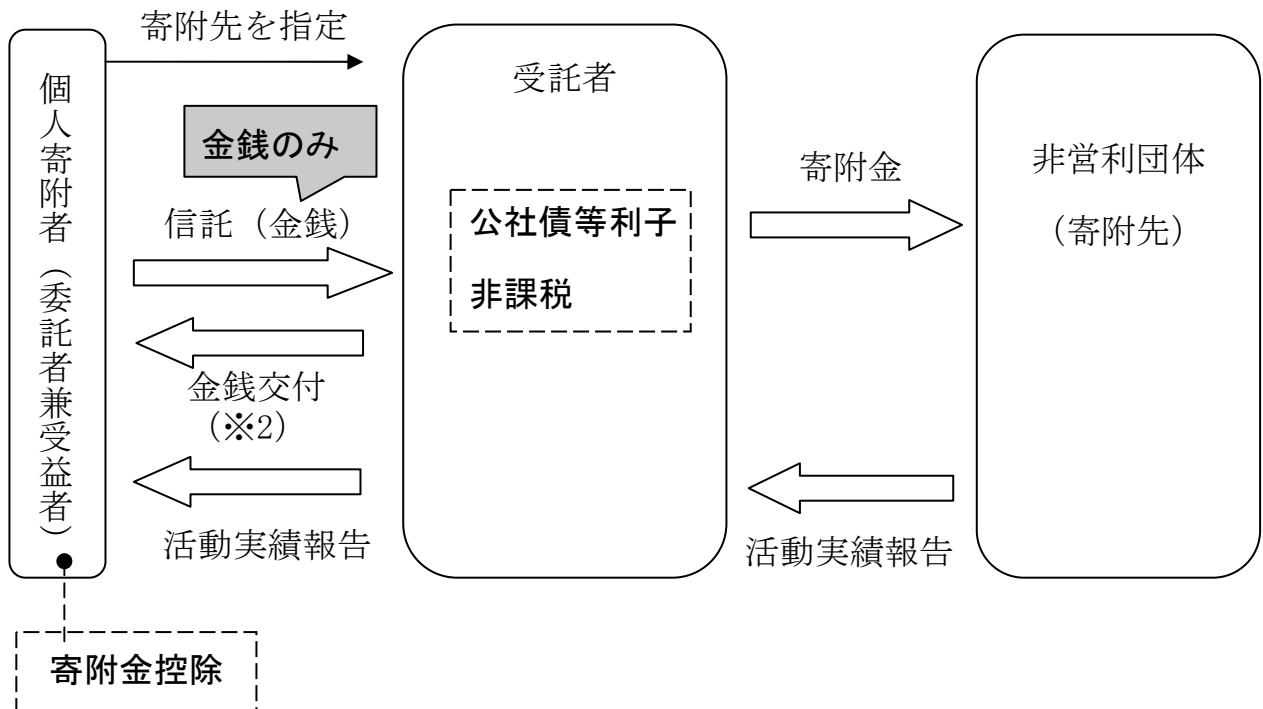 寄附先を指定
個人寄附者（委託者兼受益者）
金銭のみ
信託（金銭）
金銭交付
（※2）
活動実績報告
寄附金控除
受託者
公社債等利子
非課税
寄附金
活動実績報告
非営利団体
（寄附先）